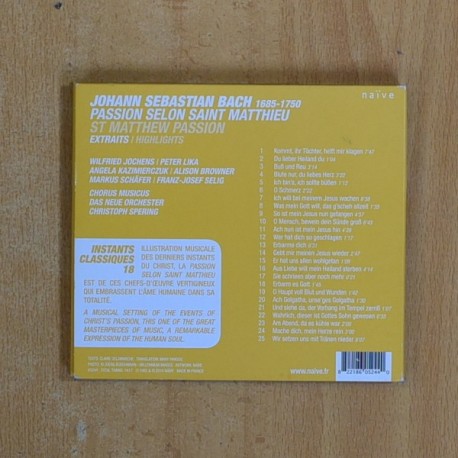 naïve
JOHANN SEBASTIAN BACH 1685-1750
PASSION SELON SAINT MATTHIEU
ST MATTHEW PASSION
EXTRAITS | HIGHLIGHTS
WILFRIED JOCHENS | PETER LIKA
ANGELA KAZIMIERCZUK / ALISON BROWNER
MARKUS SCHÄFER / FRANZ-JOSEF SELIG
CHORUS MUSICUS
DAS NEUE ORCHESTER
CHRISTOPH SPERING
INSTANTS
CLASSIQUES
18
ILLUSTRATION MUSICALE
DES DERNIERS INSTANTS
DU CHRIST, LA PASSION
SELON SAINT MATTHIEU
EST DE CES CHEFS-D'ŒUVRE VERTIGINEUX
QUI EMBRASSENT L'ÂME HUMAINE DANS SA
TOTALITÉ.
A MUSICAL SETTING OF THE EVENTS OF
CHRIST'S PASSION, THIS ONE OF THE GREAT
MASTERPIECES OF MUSIC, A REMARKABLE
EXPRESSION OF THE HUMAN SOUL.
1 Kommt, ihr Töchter, helft mir klagen
2 Du lieber Heiland du
3 Buß und Reu
4 Blute nur, du liebes Herz
5 Ich bin's, ich sollte büßen
6 O Schmerz
7 Ich will bei meinem Jesu wachen
8 Was mein Gott will, das g'scheh allzeit
9 So ist mein Jesus nun gefangen
10 O Mensch, bewein dein Sünde groß
11 Ach nun ist mein Jesus hin
12 Wer hat dich so geschlagen
13 Erbarme dich
14 Gebt mir meinen Jesum wieder
15 Er hat uns allen wohlgetan
16 Aus Liebe will mein Heiland sterben
17 Sie schrieen aber noch mehr
18 Erbarm es Gott
19 O Haupt voll Blut und Wunden
20 Ach Golgatha, unsel'ges Golgatha
21 Und siehe da, der Vorhang im Tempel zerriß
22 Wahrlich, dieser ist Gottes Sohn gewesen
23 Am Abend, da es kühle war
24 Mache dich, mein Herze rein
25 Wir setzen uns mit Tränen nieder
www.naive.fr